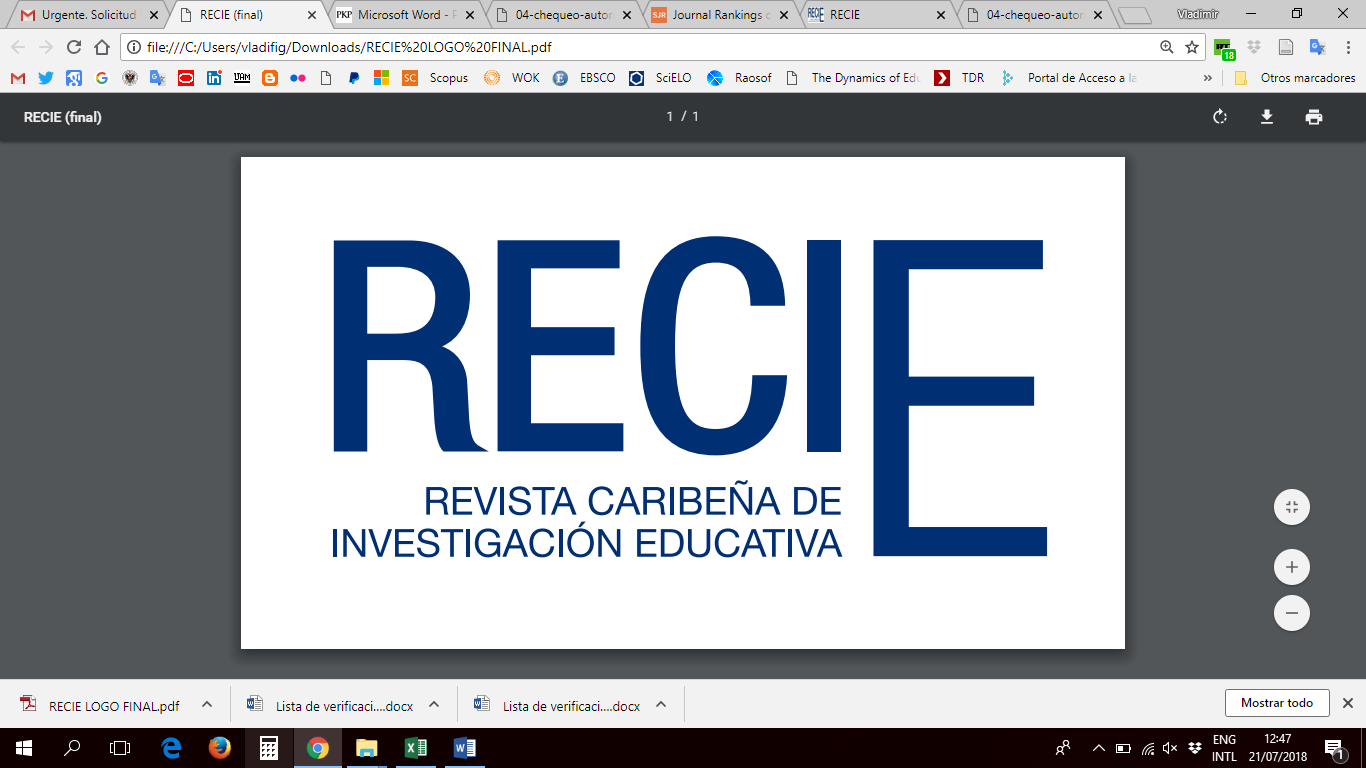 Urgente. Solicitud
RECIE (final)
Microsoft Word - P
04-chequeo-autor
Journal Rankings o
RECIE
04-chequeo-autor
Vladimir
file:///C:/Users/vladifig/Downloads/RECIE%20LOGO%20FINAL.pdf
18
Scopus
WOK
EBSCO
SciELO
Raosof
The Dynamics of Edu
TDR
Portal de Acceso a la
»
Otros marcadores
RECIE (final)
1 / 1
RECIE
REVISTA CARIBEÑA DE
INVESTIGACIÓN EDUCATIVA
RECIE LOGO FINAL.pdf
Lista de verificaci....docx
Lista de verificaci....docx
Mostrar todo
ENG
12:47
INTL
21/07/2018
1